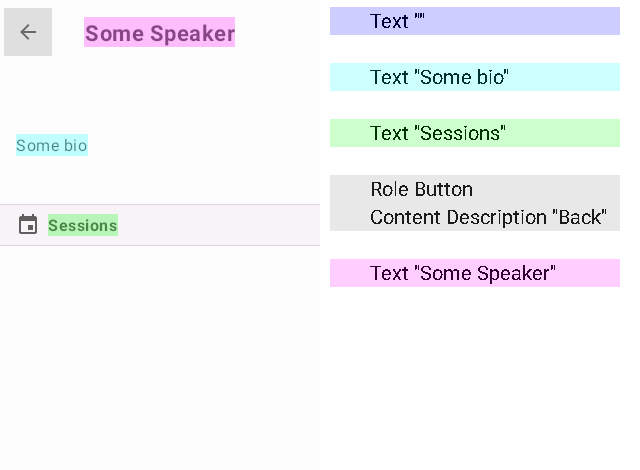 Some Speaker
Some bio
Sessions
Text ""
Text "Some bio"
Text "Sessions"
Role Button
Content Description "Back"
Text "Some Speaker"